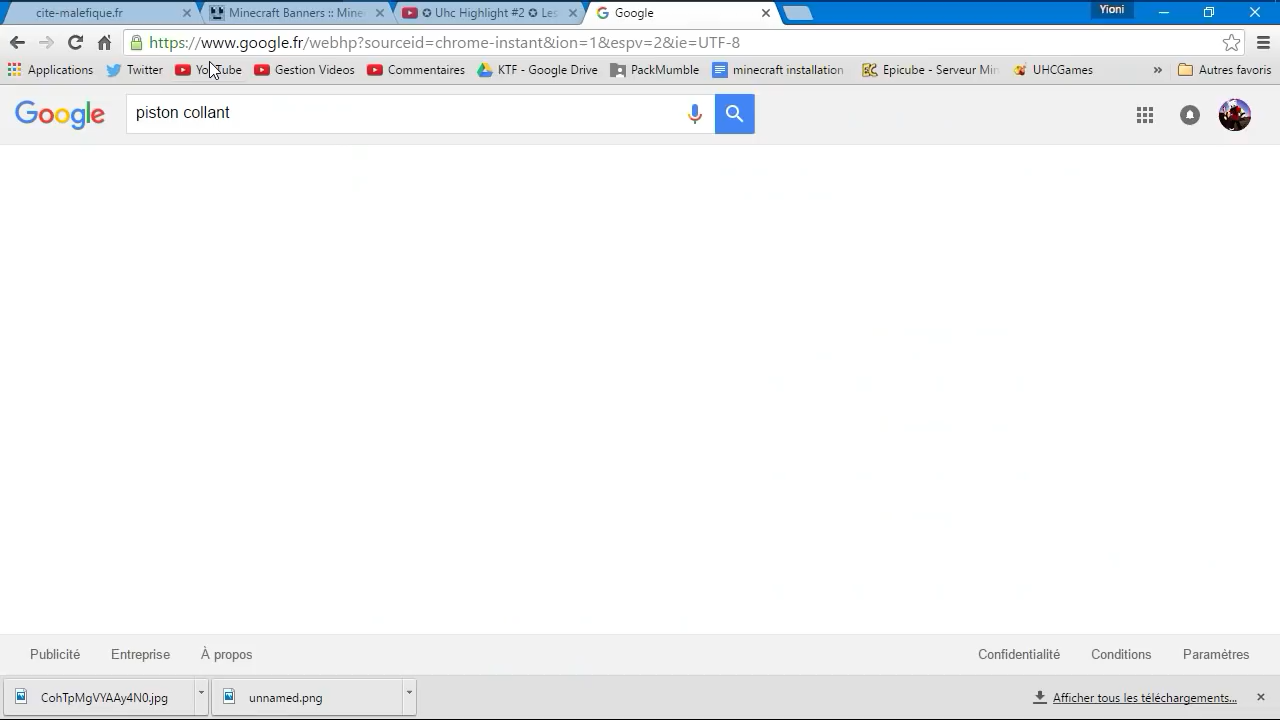 cite-malefique.fr
Minecraft Banners :: Mine
✪ Uhc Highlight #2 ✪ Les
Google
Yioni
https://www.google.fr/webhp?sourceid=chrome-instant&ion=1&espv=2&ie=UTF-8
Applications
Twitter
YouTube
Gestion Videos
Commentaires
KTF - Google Drive
PackMumble
minecraft installation
Epicube - Serveur Min
UHCGames
»
Autres favoris
Google
piston collant
Publicité
Entreprise
À propos
Confidentialité
Conditions
Paramètres
CohTpMgVYAAy4N0.jpg
unnamed.png
Afficher tous les téléchargements...